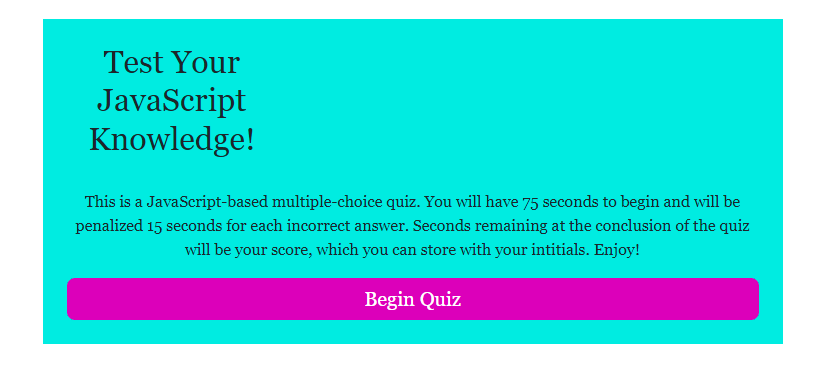 Test Your
JavaScript
Knowledge!
This is a JavaScript-based multiple-choice quiz. You will have 75 seconds to begin and will be
penalized 15 seconds for each incorrect answer. Seconds remaining at the conclusion of the quiz
will be your score, which you can store with your intitials. Enjoy!
Begin Quiz